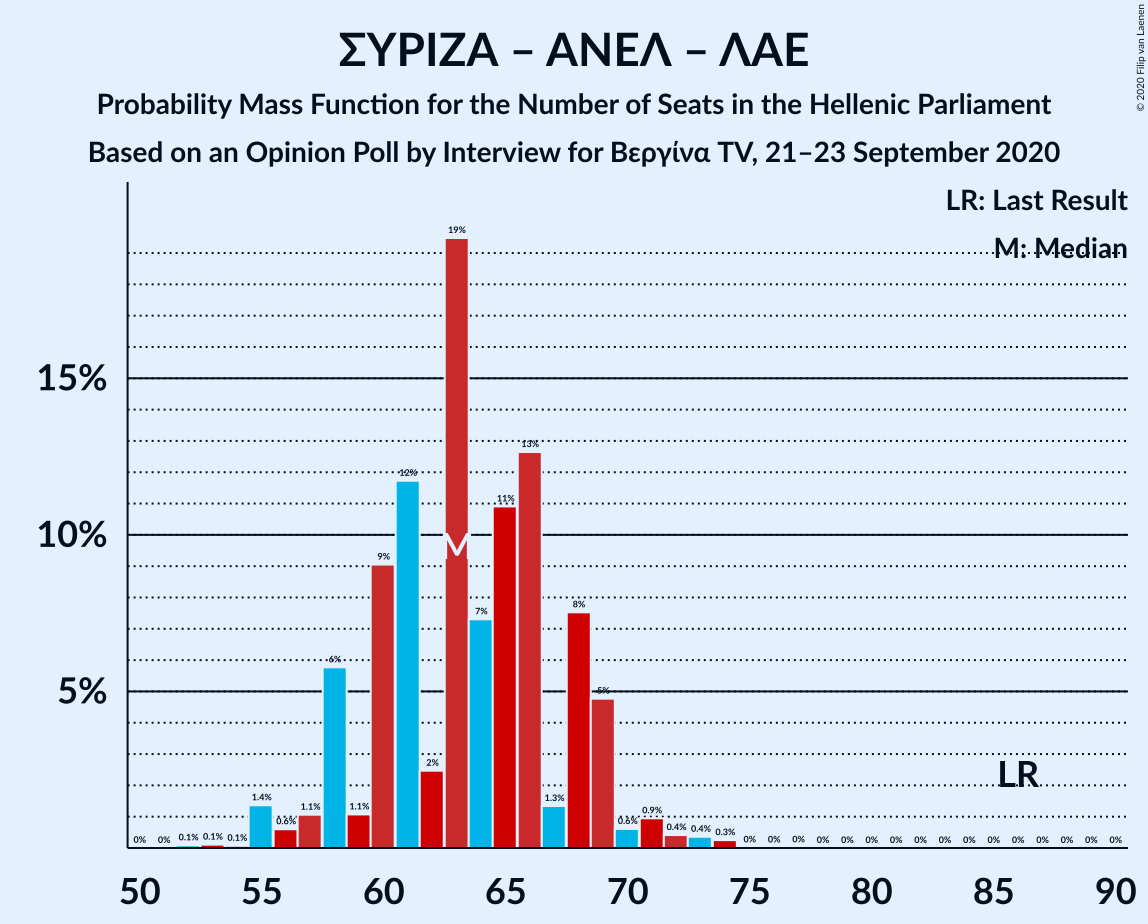 ΣΥΡΙΖΑ – ΑΝΕΛ – ΛΑΕ
Probability Mass Function for the Number of Seats in the Hellenic Parliament
Based on an Opinion Poll by Interview for Βεργίνα TV, 21–23 September 2020
© 2020 Filip van Laenen
LR: Last Result
M: Median
15%
10%
5%
0% 0% 0.1% 0.1% 0.1% 1.4% 0.6% 1.1% 6% 1.1% 9% 12% 2% 19% 7% 11% 13% 1.3% 8% 5% 0.6% 0.9% 0.4% 0.4% 0.3% 0% 0% 0% 0% 0% 0% 0% 0% 0% 0% 0% 0% 0% 0% 0% 0%
M
LR
50 55 60 65 70 75 80 85 90